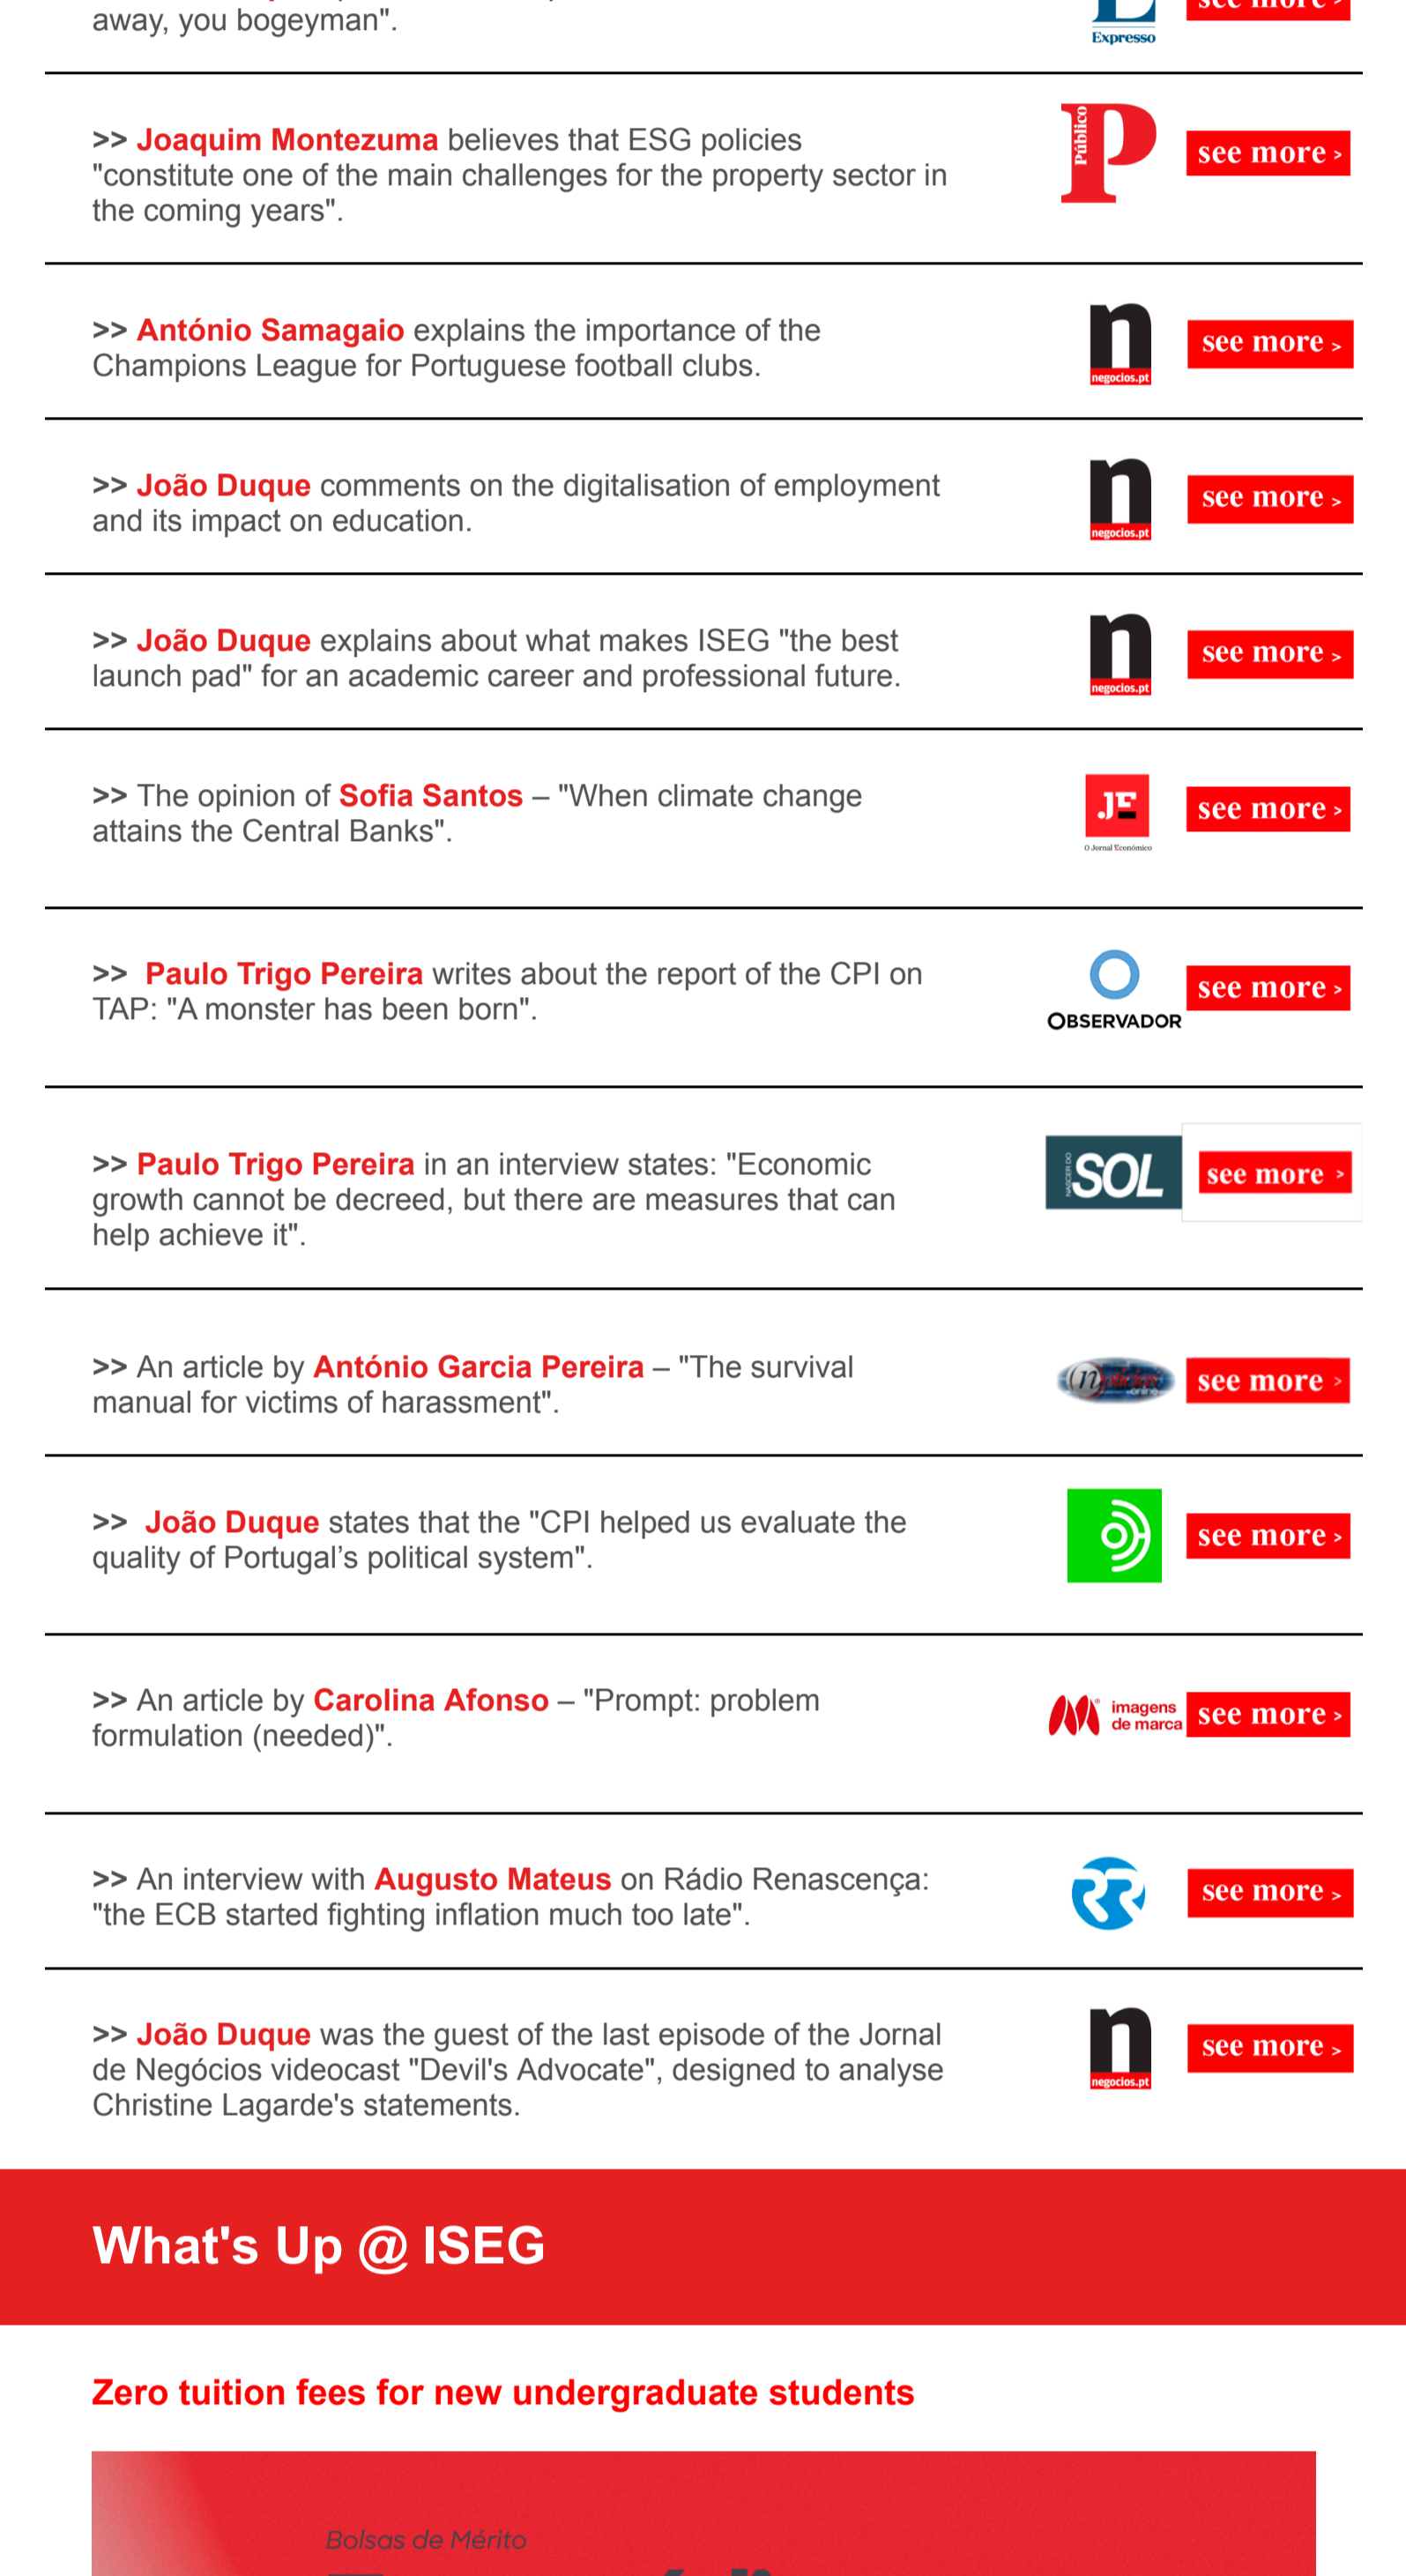 see more >
away, you bogeyman".
Expresso
>> Joaquim Montezuma believes that ESG policies
"constitute one of the main challenges for the property sector in
the coming years".
Público
P
see more >
>> António Samagaio explains the importance of the
Champions League for Portuguese football clubs.
n
negocios.pt
see more >
>> João Duque comments on the digitalisation of employment
and its impact on education.
n
negocios.pt
see more >
>> João Duque explains about what makes ISEG "the best
launch pad" for an academic career and professional future.
n
negocios.pt
see more >
>> The opinion of Sofia Santos – "When climate change
attains the Central Banks".
JE
O Jornal Económico
see more >
>> Paulo Trigo Pereira writes about the report of the CPI on
TAP: "A monster has been born".
OBSERVADOR
see more >
>> Paulo Trigo Pereira in an interview states: "Economic
growth cannot be decreed, but there are measures that can
help achieve it".
NASCER DO
SOL
see more >
>> An article by António Garcia Pereira – "The survival
manual for victims of harassment".
Notícias
online
see more >
>> João Duque states that the "CPI helped us evaluate the
quality of Portugal’s political system".
see more >
>> An article by Carolina Afonso – "Prompt: problem
formulation (needed)".
imagens
de marca
see more >
>> An interview with Augusto Mateus on Rádio Renascença:
"the ECB started fighting inflation much too late".
RR
see more >
>> João Duque was the guest of the last episode of the Jornal
de Negócios videocast "Devil's Advocate", designed to analyse
Christine Lagarde's statements.
n
negocios.pt
see more >
What's Up @ ISEG
Zero tuition fees for new undergraduate students
Bolsas de Mérito